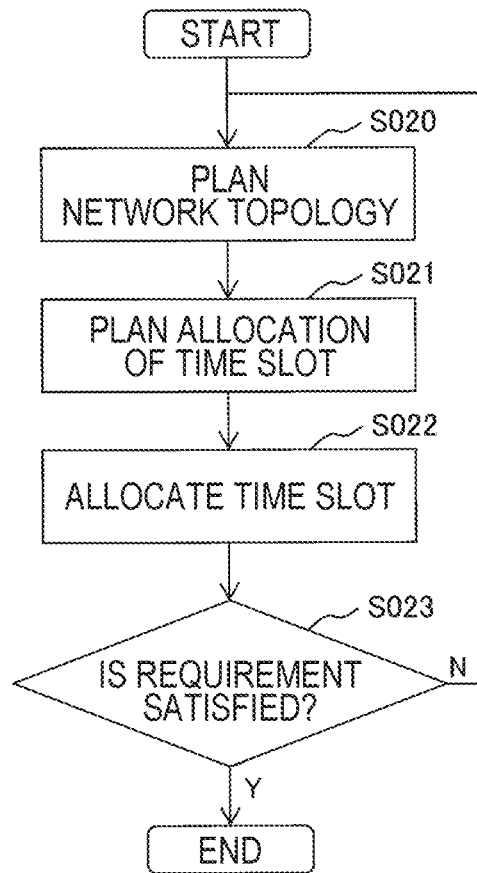 START
S020
PLAN
NETWORK TOPOLOGY
S021
PLAN ALLOCATION
OF TIME SLOT
S022
ALLOCATE TIME SLOT
S023
IS REQUIREMENT
SATISFIED?
N
Y
END